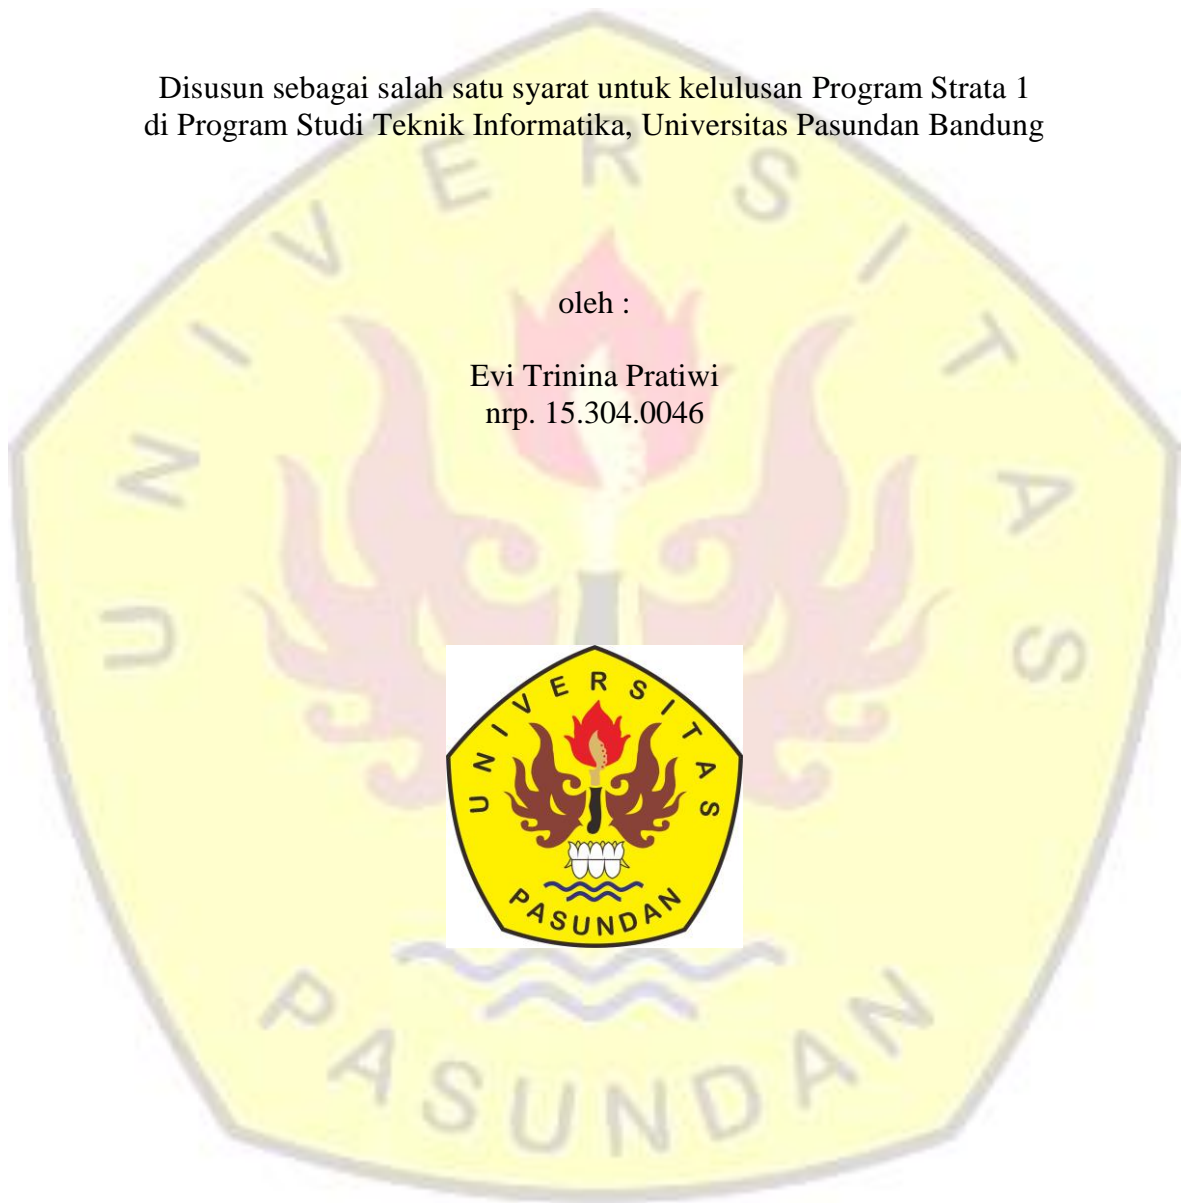 Disusun sebagai salah satu syarat untuk kelulusan Program Strata 1
di Program Studi Teknik Informatika, Universitas Pasundan Bandung
oleh :
Evi Trinina Pratiwi
nrp. 15.304.0046
UNIVERSITAS
PASUNDAN
UNIVERSITAS
PASUNDAN